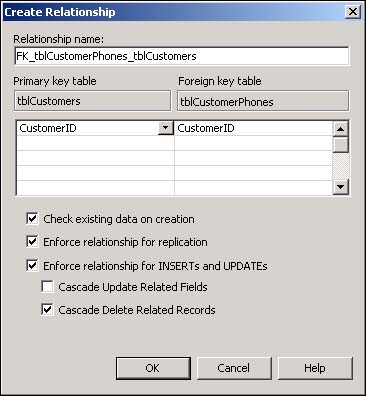 Create Relationship
Relationship name:
FK_tblCustomerPhones_tblCustomers
Primary key table
Foreign key table
tblCustomers
tblCustomerPhones
CustomerID
CustomerID
Check existing data on creation
Enforce relationship for replication
Enforce relationship for INSERTs and UPDATEs
Cascade Update Related Fields
Cascade Delete Related Records
OK
Cancel
Help